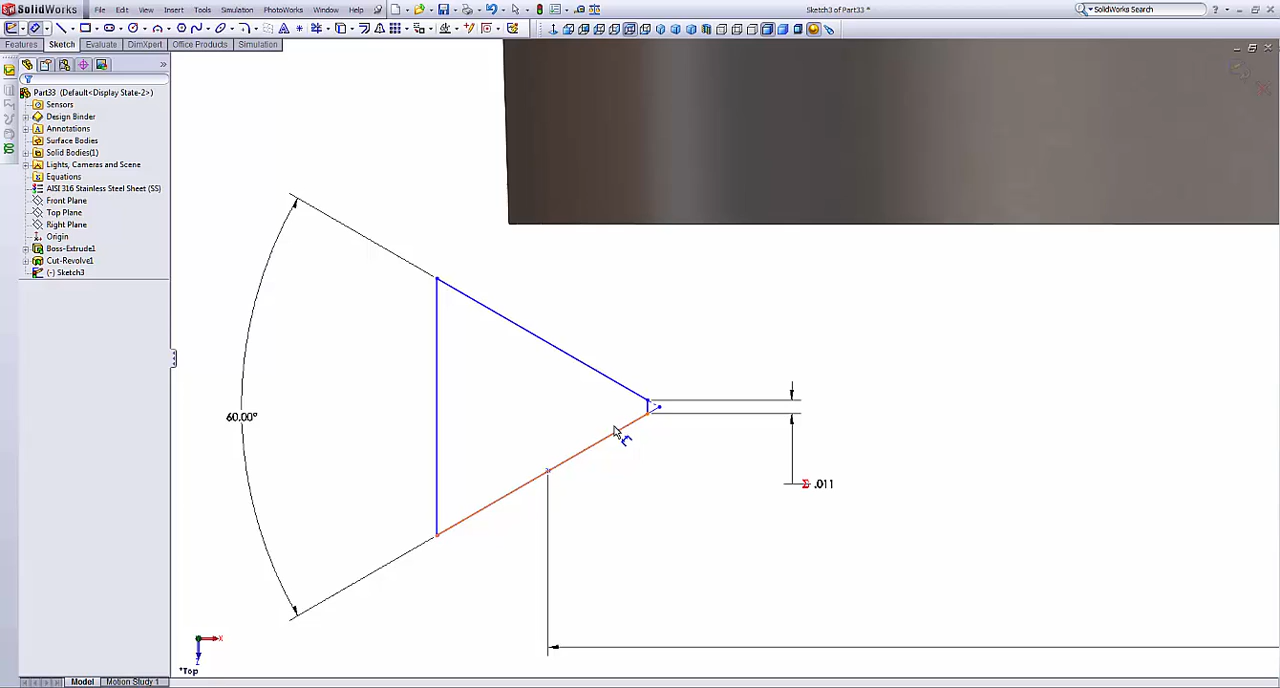 SolidWorks
File Edit View Insert Tools Simulation PhotoWorks Window Help
Sketch3 of Part33 *
SolidWorks Search
Features Sketch Evaluate DimXpert Office Products Simulation
Part33 (Default<Display State-2>)
Sensors
Design Binder
Annotations
Surface Bodies
Solid Bodies(1)
Lights, Cameras and Scene
Equations
AISI 316 Stainless Steel Sheet (SS)
Front Plane
Top Plane
Right Plane
Origin
Boss-Extrude1
Cut-Revolve1
(-) Sketch3
60.00°
Σ .011
X
Z
*Top
Model Motion Study 1